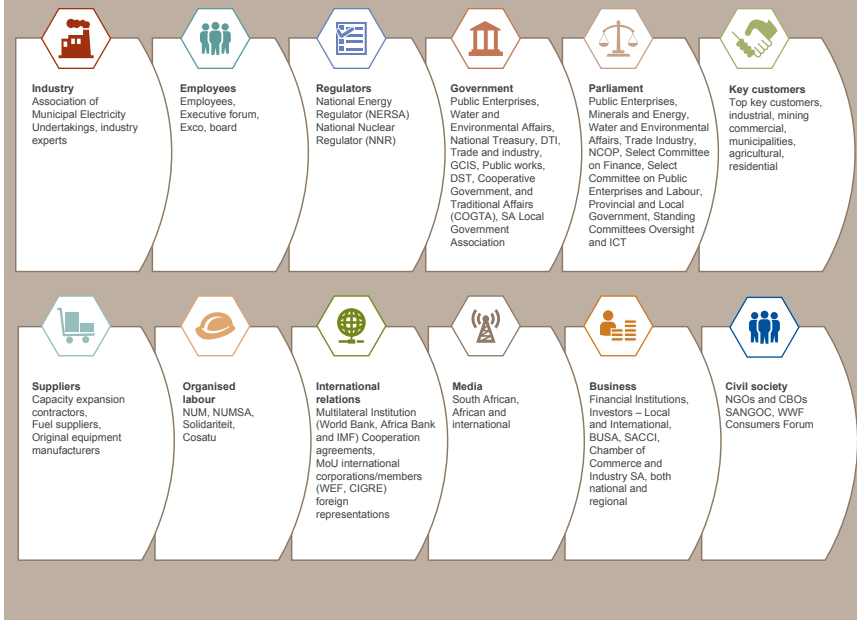 Industry
Association of
Municipal Electricity
Undertakings, industry
experts
Employees
Employees,
Executive forum,
Exco, board
Regulators
National Energy
Regulator (NERSA)
National Nuclear
Regulator (NNR)
Government
Public Enterprises,
Water and
Environmental Affairs,
National Treasury, DTI,
Trade and industry,
GCIS, Public works,
DST, Cooperative
Government, and
Traditional Affairs
(COGTA), SA Local
Government
Association
Parliament
Public Enterprises,
Minerals and Energy,
Water and Environmental
Affairs, Trade Industry,
NCOP, Select Committee
on Finance, Select
Committee on Public
Enterprises and Labour,
Provincial and Local
Government, Standing
Committees Oversight
and ICT
Key customers
Top key customers,
industrial, mining
commercial,
municipalities,
agricultural,
residential
Suppliers
Capacity expansion
contractors,
Fuel suppliers,
Original equipment
manufacturers
Organised
labour
NUM, NUMSA,
Solidariteit,
Cosatu
International
relations
Multilateral Institution
(World Bank, Africa Bank
and IMF) Cooperation
agreements,
MoU international
corporations/members
(WEF, CIGRE)
foreign
representations
Media
South African,
African and
international
Business
Financial Institutions,
Investors – Local
and International,
BUSA, SACCI,
Chamber of
Commerce and
Industry SA, both
national and
regional
Civil society
NGOs and CBOs
SANGOC, WWF
Consumers Forum